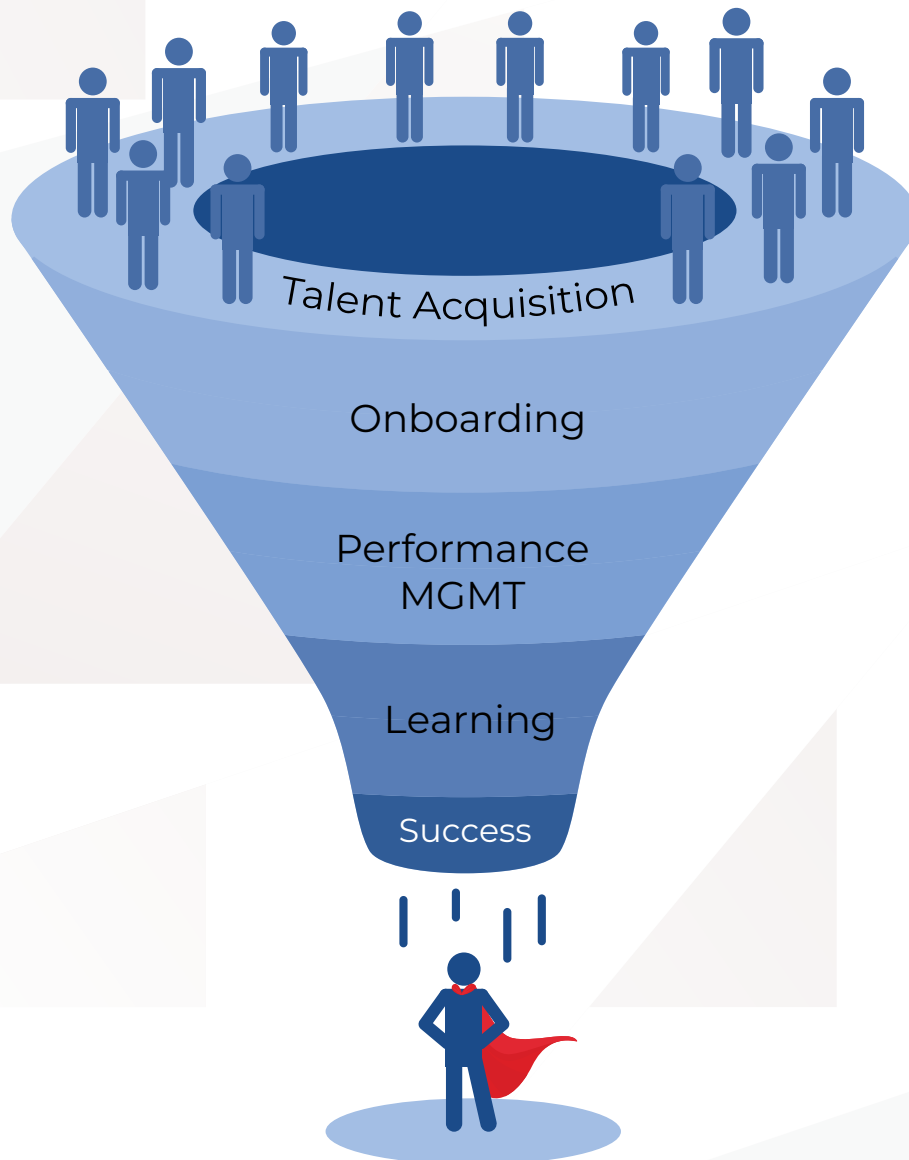 Talent Acquisition
Onboarding
Performance
MGMT
Learning
Success